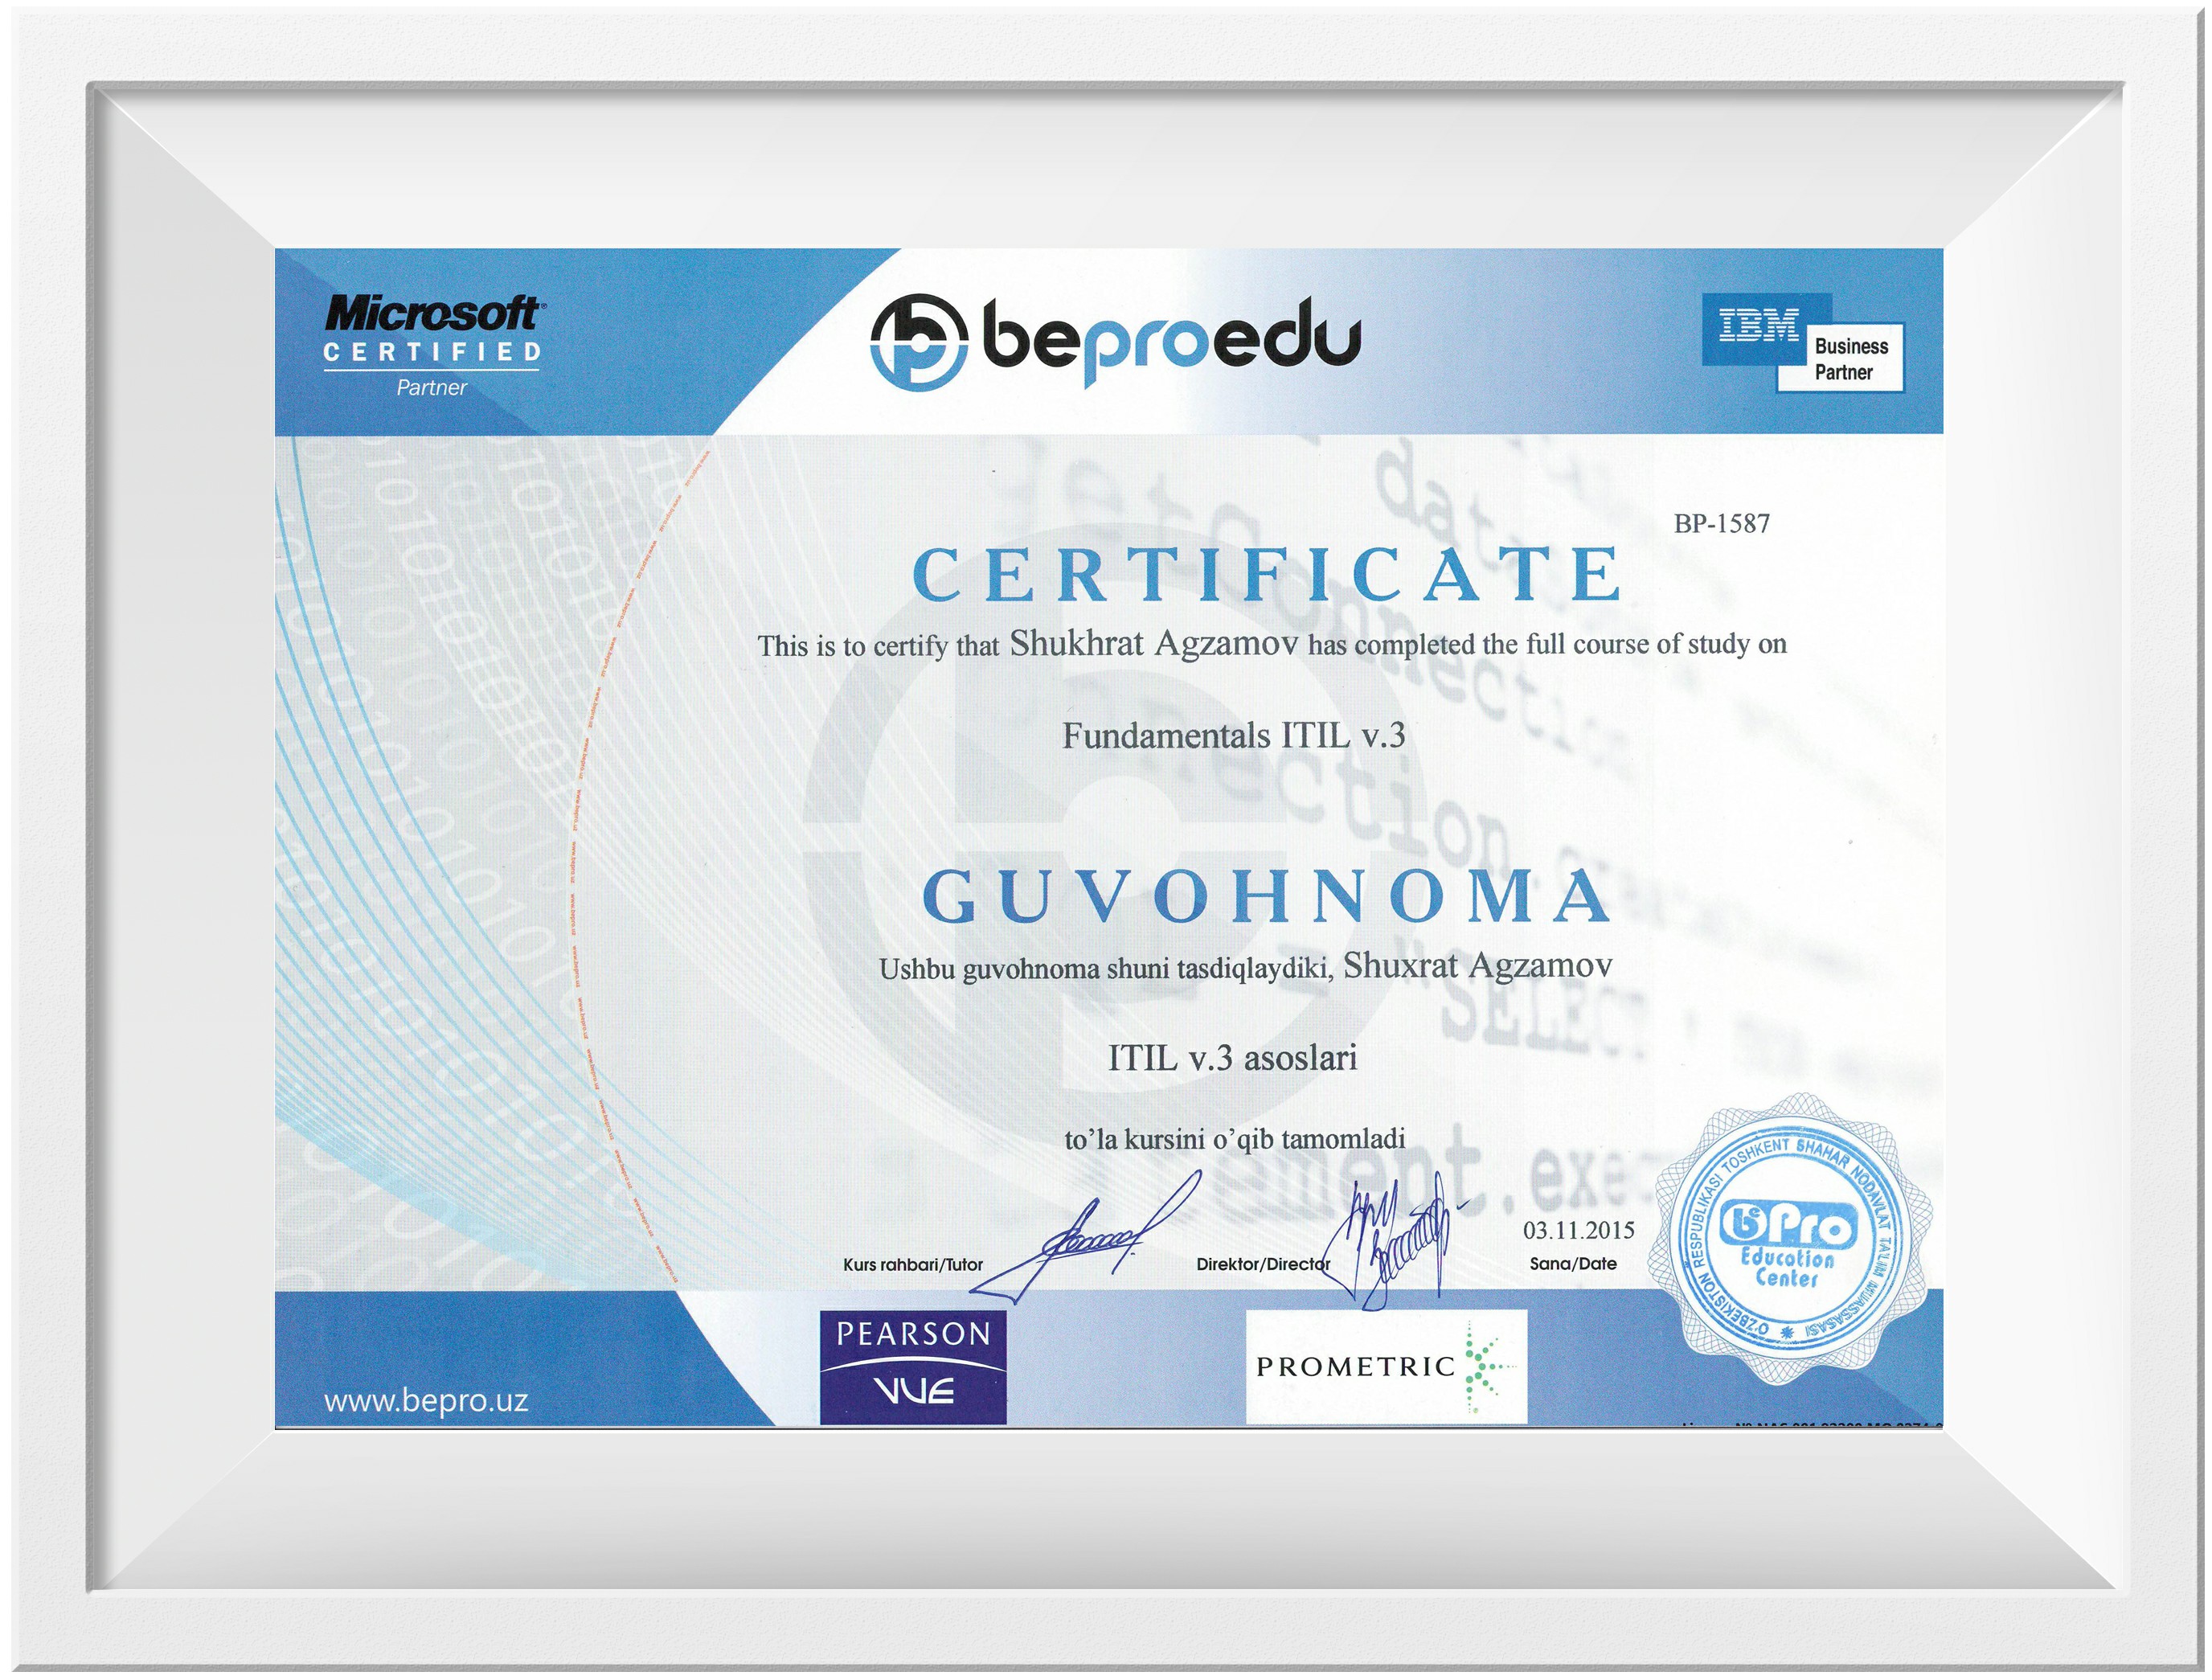 Microsoft
CERTIFIED
Partner
beproedu
IBM
Business
Partner
BP-1587
CERTIFICATE
This is to certify that Shukhrat Agzamov has completed the full course of study on
Fundamentals ITIL v.3
GUVOHNOMA
Ushbu guvohnoma shuni tasdiqlaydiki, Shuxrat Agzamov
ITIL v.3 asoslari
to’la kursini o’qib tamomladi
Kurs rahbari/Tutor
Direktor/Director
03.11.2015
Sana/Date
O'ZBEKISTON RESPUBLIKASI TOSHKENT SHAHAR NODAVLAT TA'LIM MUASSASASI
bePro
Education
Center
www.bepro.uz
PEARSON
VUE
PROMETRIC